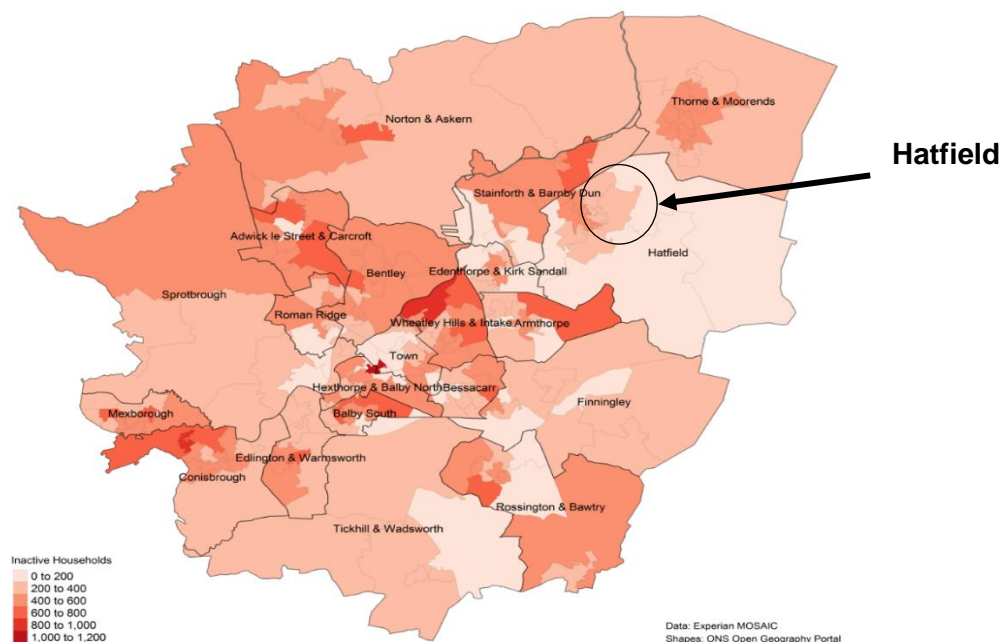 Thorne & Moorends
Norton & Askern
Hatfield
Stainforth & Barnby Dun
Adwick le Street & Carcroft
Hatfield
Bentley
Edenthorpe & Kirk Sandall
Sprotbrough
Roman Ridge
Wheatley Hills & Intake
Armthorpe
Town
Hexthorpe & Balby North
Bessacarr
Finningley
Mexborough
Balby South
Edlington & Warmsworth
Conisbrough
Rossington & Bawtry
Tickhill & Wadsworth
Inactive Households
0 to 200
200 to 400
400 to 600
600 to 800
800 to 1,000
1,000 to 1,200
Data: Experian MOSAIC
Shapes: ONS Open Geography Portal